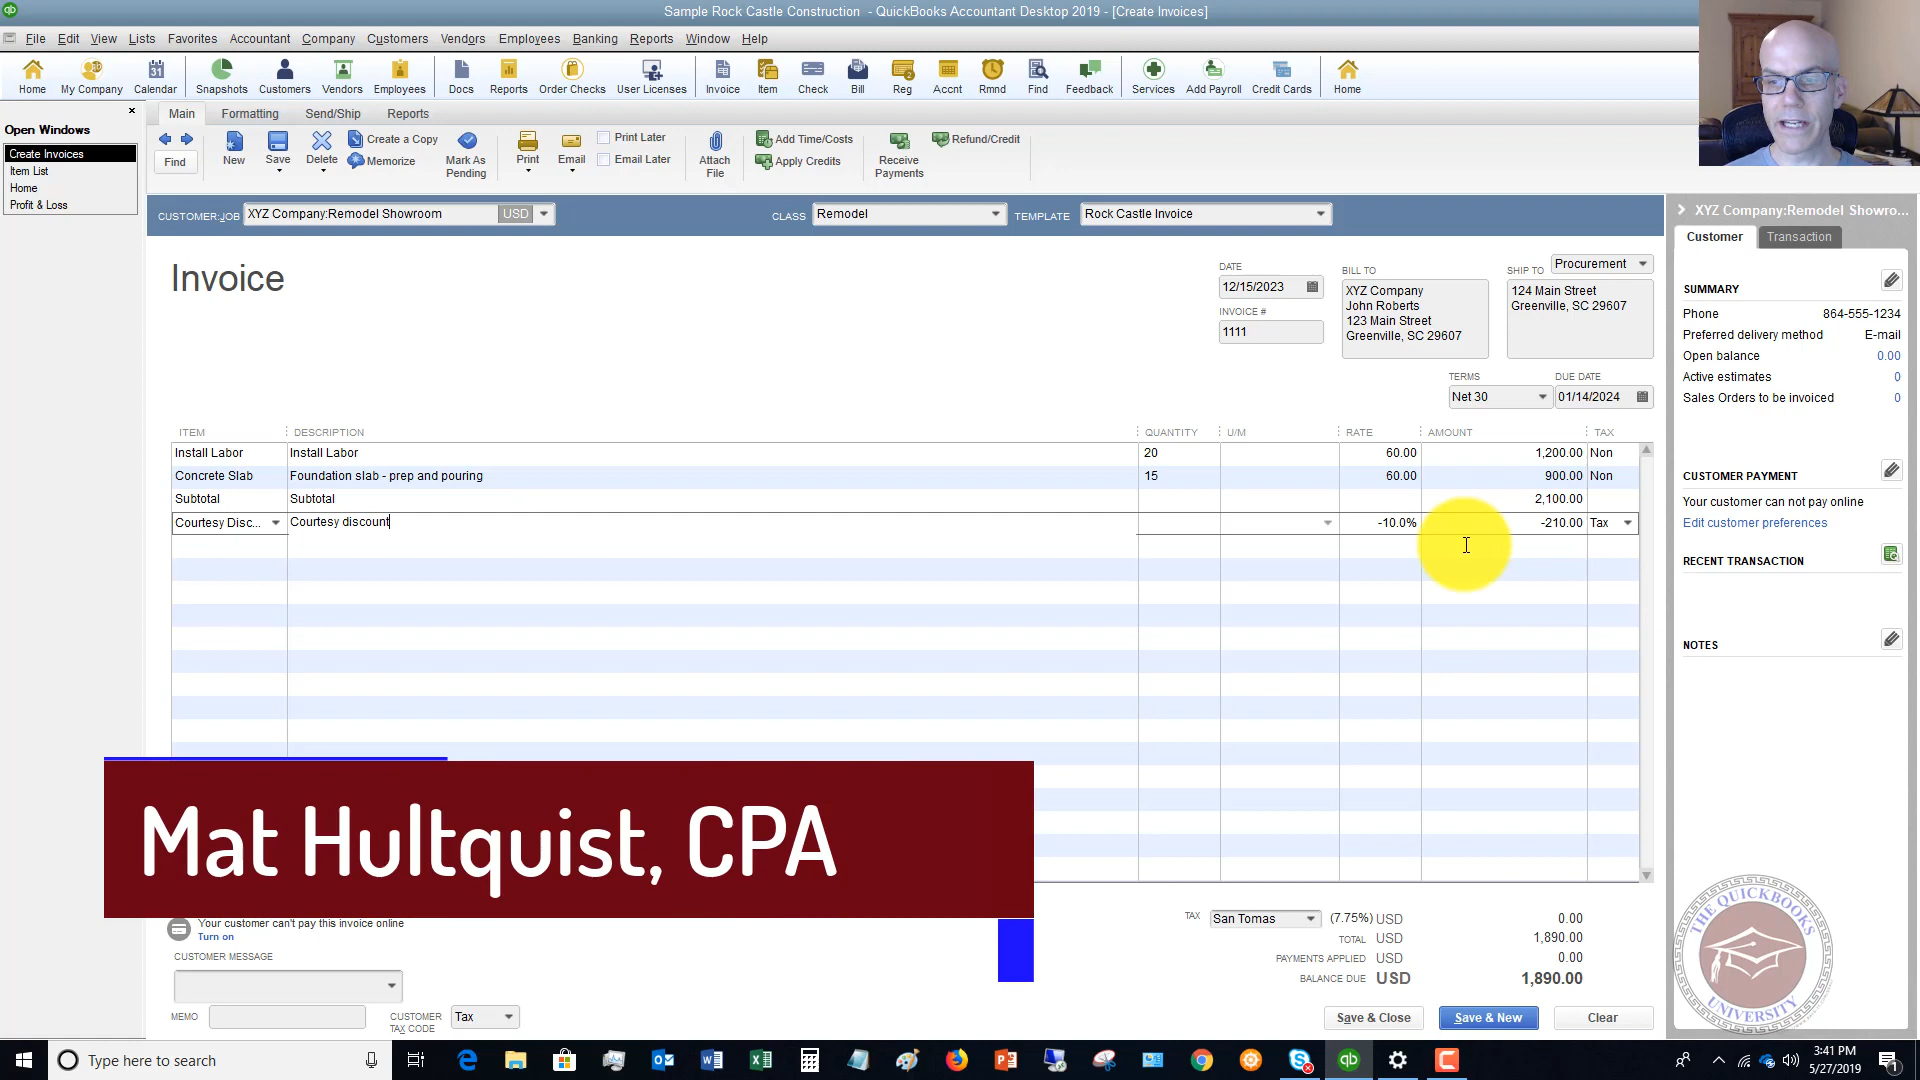 Sample Rock Castle Construction - QuickBooks Accountant Desktop 2019 - [Create Invoices]
File Edit View Lists Favorites Accountant Company Customers Vendors Employees Banking Reports Window Help
Home My Company Calendar Snapshots Customers Vendors Employees Docs Reports Order Checks User Licenses Invoice Item Check Bill Reg Accnt Rmnd Find Feedback Services Add Payroll Credit Cards Home
Open Windows
Create Invoices
Item List
Home
Profit & Loss
Main Formatting Send/Ship Reports
Find New Save Delete Create a Copy Memorize Mark As Pending Print Email Print Later Email Later Attach File Add Time/Costs Apply Credits Receive Payments Refund/Credit
CUSTOMER:JOB XYZ Company:Remodel Showroom USD CLASS Remodel TEMPLATE Rock Castle Invoice
Invoice
DATE
12/15/2023
INVOICE #
1111
BILL TO
XYZ Company
John Roberts
123 Main Street
Greenville, SC 29607
SHIP TO Procurement
124 Main Street
Greenville, SC 29607
TERMS DUE DATE
Net 30 01/14/2024
ITEM DESCRIPTION QUANTITY U/M RATE AMOUNT TAX
Install Labor Install Labor 20 60.00 1,200.00 Non
Concrete Slab Foundation slab - prep and pouring 15 60.00 900.00 Non
Subtotal Subtotal 2,100.00
Courtesy Disc... Courtesy discount -10.0% -210.00 Tax
Mat Hultquist, CPA
Your customer can't pay this invoice online
Turn on
CUSTOMER MESSAGE
MEMO
CUSTOMER TAX CODE Tax
TAX San Tomas (7.75%) USD 0.00
TOTAL USD 1,890.00
PAYMENTS APPLIED USD 0.00
BALANCE DUE USD 1,890.00
Save & Close Save & New Clear
XYZ Company:Remodel Showro...
Customer Transaction
SUMMARY
Phone 864-555-1234
Preferred delivery method E-mail
Open balance 0.00
Active estimates 0
Sales Orders to be invoiced 0
CUSTOMER PAYMENT
Your customer can not pay online
Edit customer preferences
RECENT TRANSACTION
NOTES
THE QUICKBOOKS UNIVERSITY
Type here to search
3:41 PM
5/27/2019